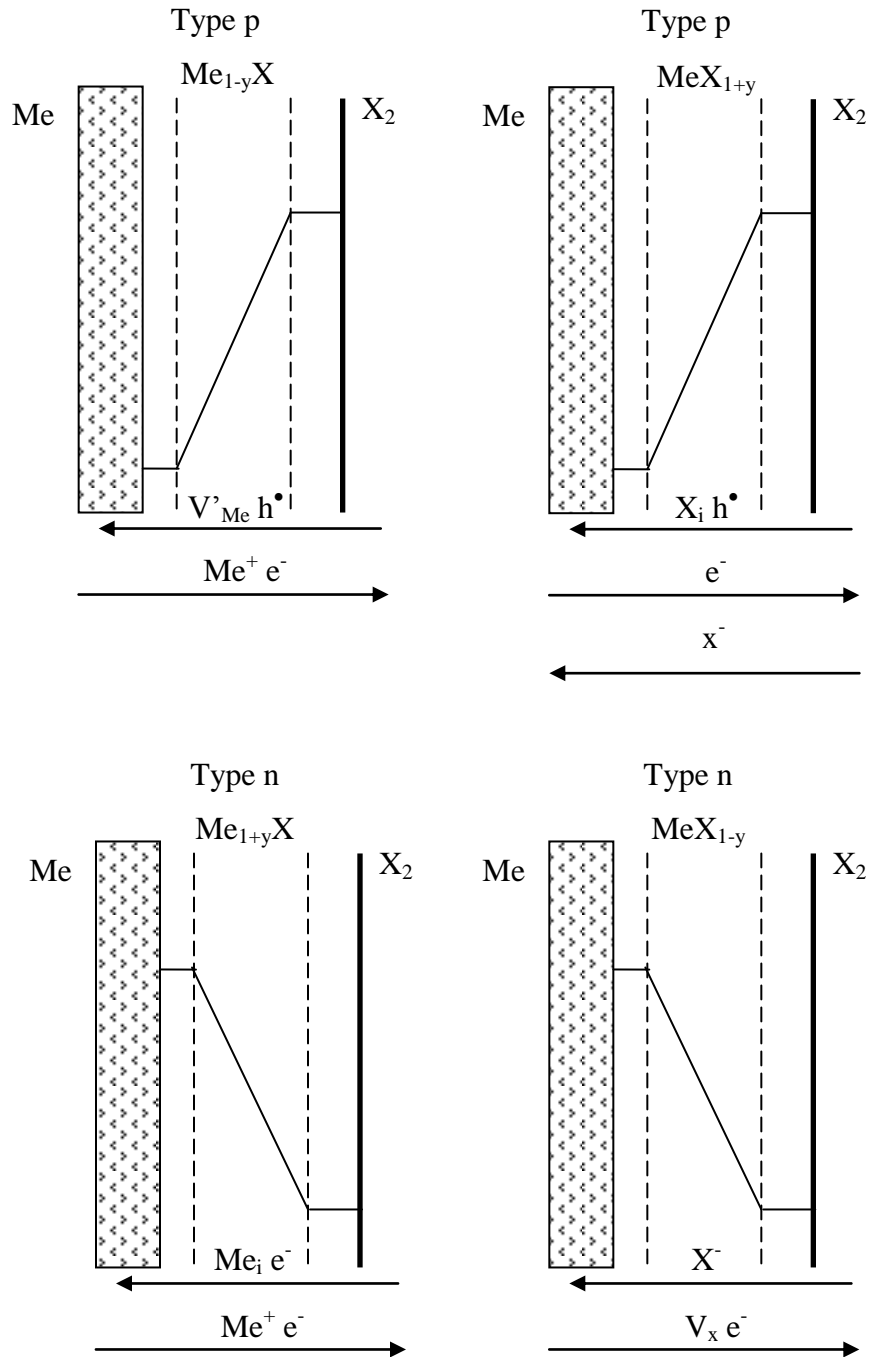 Type p
Me₁₋yX
Me
X₂
V'Me h•
Me⁺ e⁻
Type p
MeX₁₊y
Me
X₂
Xᵢ h•
e⁻
x⁻
Type n
Me₁₊yX
Me
X₂
Meᵢ e⁻
Me⁺ e⁻
Type n
MeX₁₋y
Me
X₂
X⁻
Vₓ e⁻